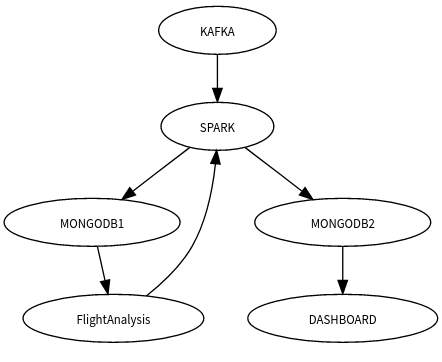 KAFKA
SPARK
MONGODB1
MONGODB2
FlightAnalysis
DASHBOARD